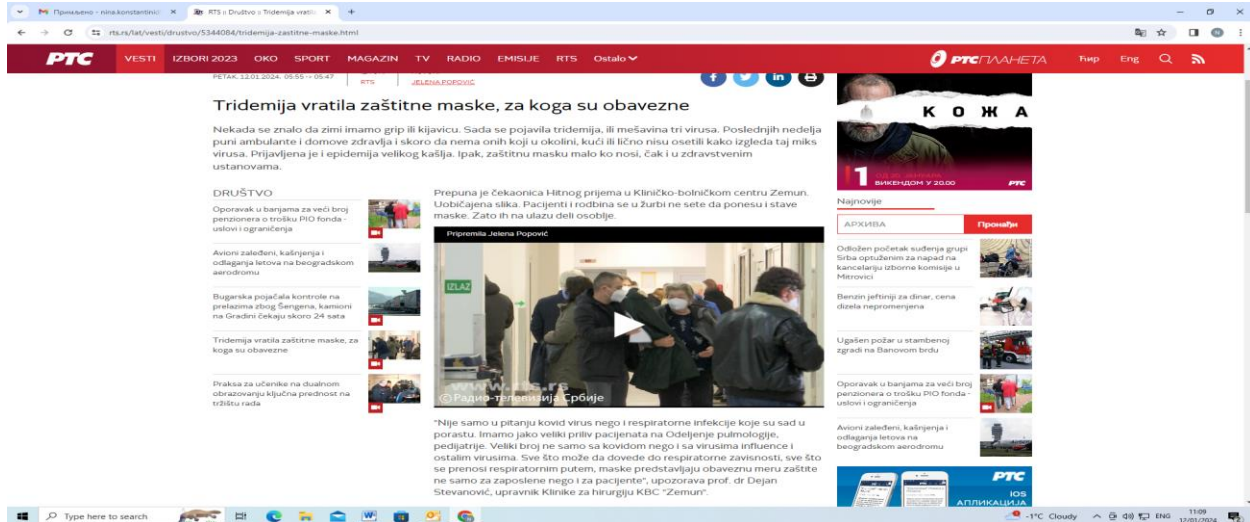 Примљено - nina.konstantinic
RTS :: Društvo :: Tridemija vratila
rts.rs/lat/vesti/drustvo/5344084/tridemija-zastitne-maske.html
РТС VESTI IZBORI 2023 OKO SPORT MAGAZIN TV RADIO EMISIJE RTS Ostalo РТС ПЛАНЕТА Ћир Eng
PETAK, 12.01.2024, 05:55 -> 05:47
RTS
JELENA POPOVIĆ
Tridemija vratila zaštitne maske, za koga su obavezne
Nekada se znalo da zimi imamo grip ili kijavicu. Sada se pojavila tridemija, ili mešavina tri virusa. Poslednjih nedelja
puni ambulante i domove zdravlja i skoro da nema onih koji u okolini, kući ili lično nisu osetili kako izgleda taj miks
virusa. Prijavljena je i epidemija velikog kašlja. Ipak, zaštitnu masku malo ko nosi, čak i u zdravstvenim
ustanovama.
DRUŠTVO
Oporavak u banjama za veći broj
penzionera o trošku PIO fonda -
uslovi i ograničenja
Avioni zaleđeni, kašnjenja i
odlaganja letova na beogradskom
aerodromu
Bugarska pojačala kontrole na
prelazima zbog Šengena, kamioni
na Gradini čekaju skoro 24 sata
Tridemija vratila zaštitne maske, za
koga su obavezne
Praksa za učenike na dualnom
obrazovanju ključna prednost na
tržištu rada
Prepuna je čekaonica Hitnog prijema u Kliničko-bolničkom centru Zemun.
Uobičajena slika. Pacijenti i rodbina se u žurbi ne sete da ponesu i stave
maske. Zato ih na ulazu deli osoblje.
Pripremila Jelena Popović
IZLAZ
www.rts.rs
©Радио-телевизија Србије
"Nije samo u pitanju kovid virus nego i respiratorne infekcije koje su sad u
porastu. Imamo jako veliki priliv pacijenata na Odeljenje pulmologije,
pedijatrije. Veliki broj ne samo sa kovidom nego i sa virusima influence i
ostalim virusima. Sve što može da dovede do respiratorne zavisnosti, sve što
se prenosi respiratornim putem, maske predstavljaju obaveznu meru zaštite
ne samo za zaposlene nego i za pacijente", upozorava prof. dr Dejan
Stevanović, upravnik Klinike za hirurgiju KBC "Zemun".
КОЖА
1
ВИКЕНДОМ У 20.00
РТС
Najnovije
АРХИВА Пронађи
Odložen početak suđenja grupi
Srba optuženim za napad na
kancelariju izborne komisije u
Mitrovici
Benzin jeftiniji za dinar, cena
dizela nepromenjena
Ugašen požar u stambenoj
zgradi na Banovom brdu
Oporavak u banjama za veći broj
penzionera o trošku PIO fonda -
uslovi i ograničenja
Avioni zaleđeni, kašnjenja i
odlaganja letova na
beogradskom aerodromu
РТС
iOS
АПЛИКАЦИЈА
Type here to search
-1°C Cloudy
ENG
11:09
12/01/2024